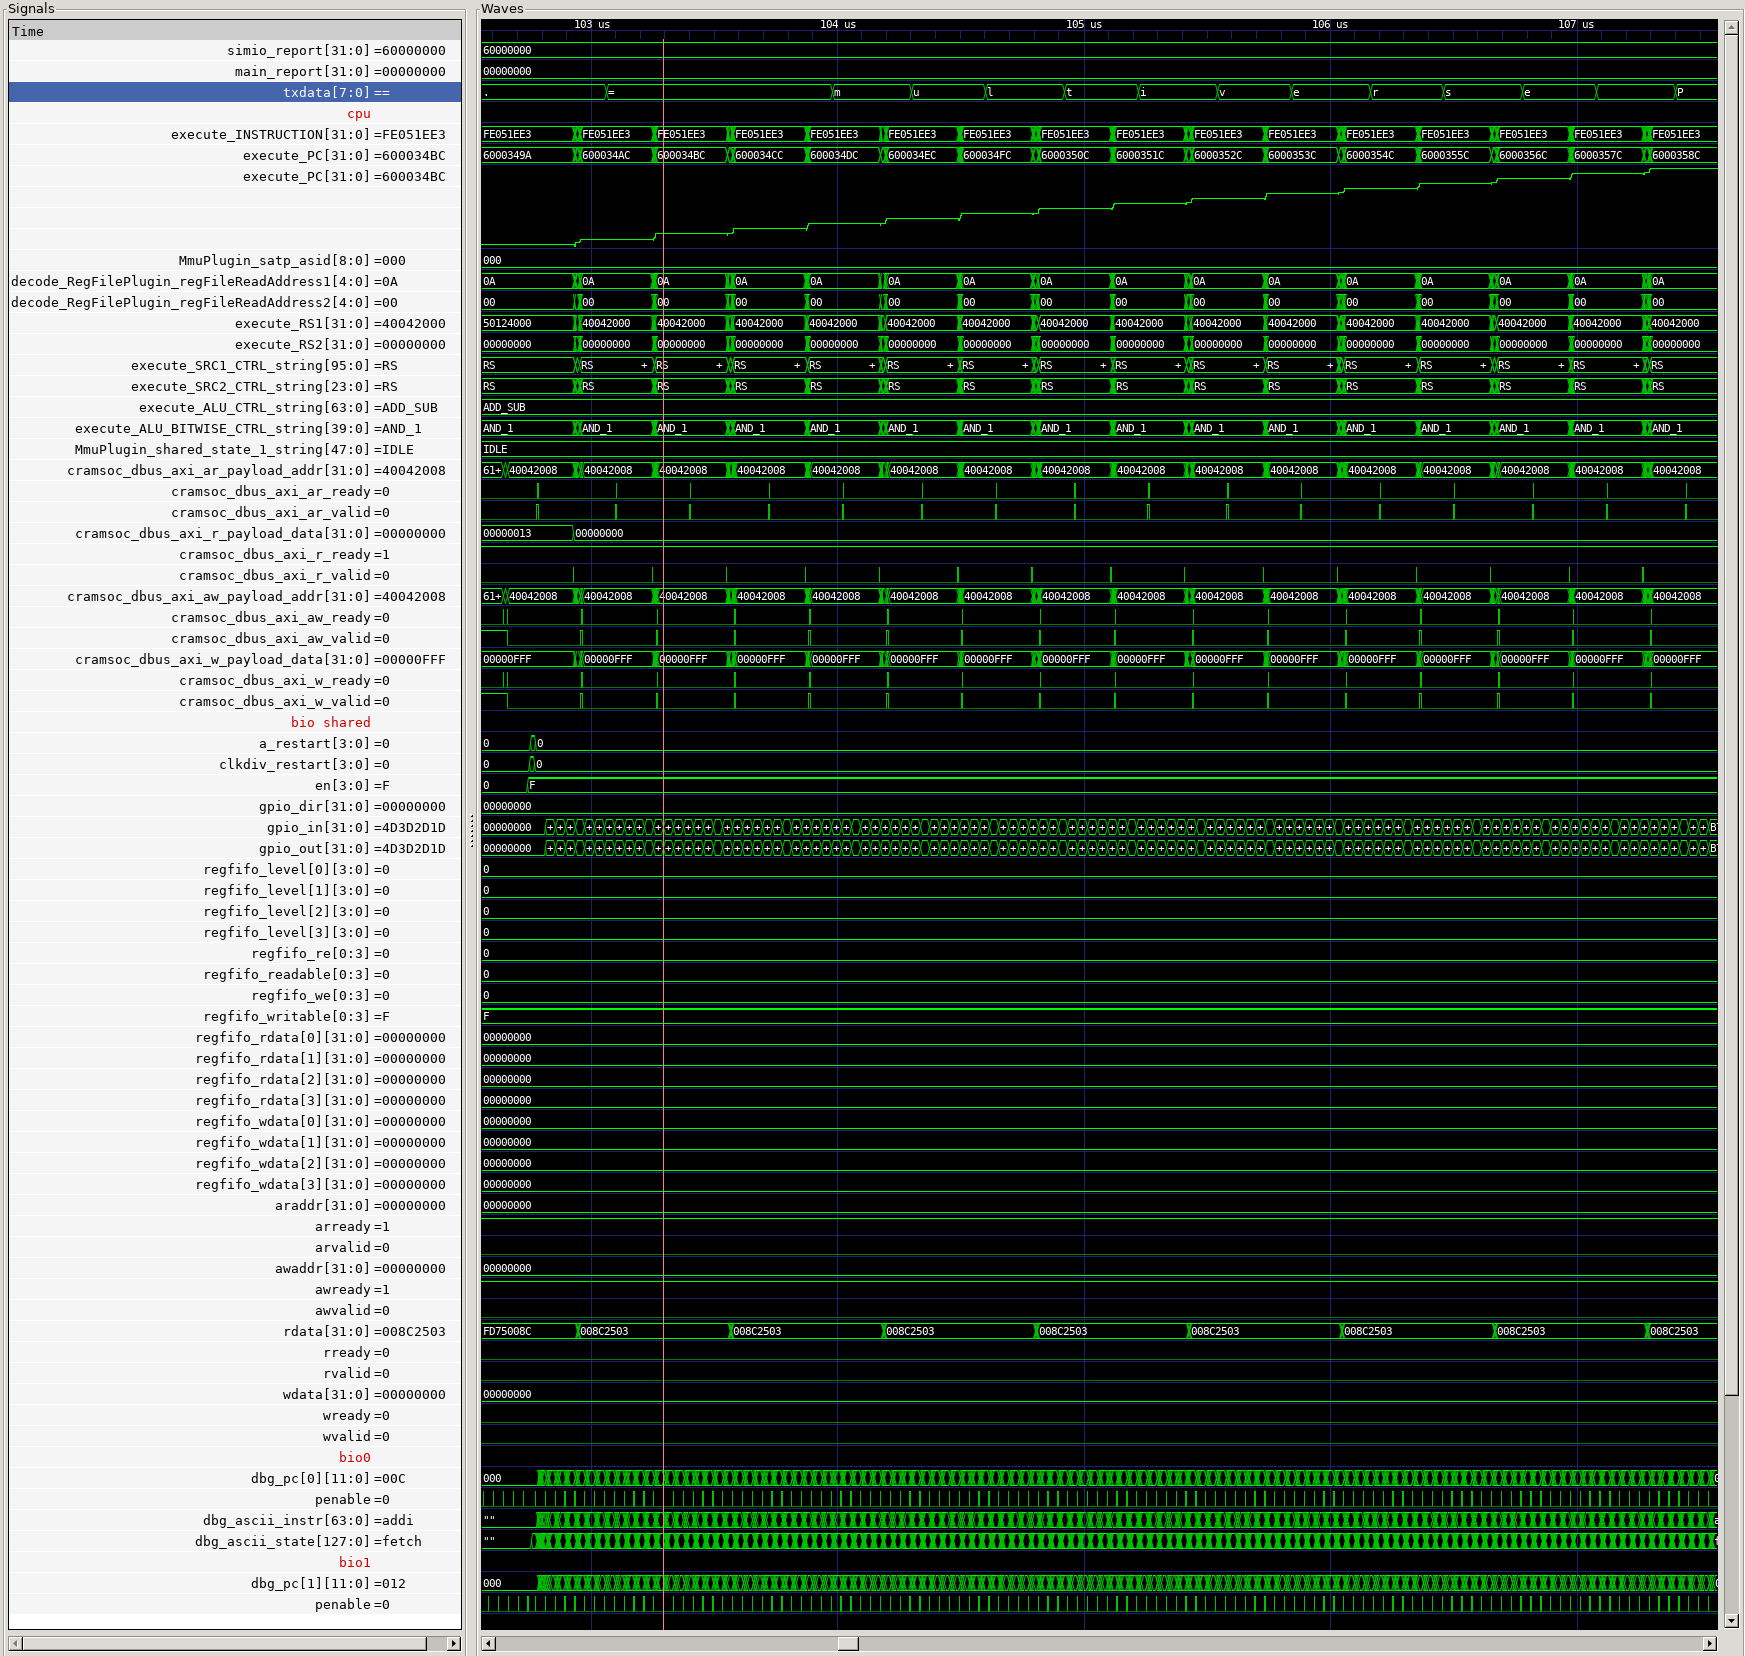 Signals
Waves
Time
103 us 104 us 105 us 106 us 107 us
simio_report[31:0] =60000000 60000000
main_report[31:0] =00000000 00000000
txdata[7:0] == . = m u l t i v e r s e P
cpu
execute_INSTRUCTION[31:0] =FE051EE3 FE051EE3 FE051EE3 FE051EE3 FE051EE3 FE051EE3 FE051EE3 FE051EE3 FE051EE3 FE051EE3 FE051EE3 FE051EE3 FE051EE3 FE051EE3 FE051EE3 FE051EE3 FE051EE3
execute_PC[31:0] =600034BC 6000349A 600034AC 600034BC 600034CC 600034DC 600034EC 600034FC 6000350C 6000351C 6000352C 6000353C 6000354C 6000355C 6000356C 6000357C 6000358C
execute_PC[31:0] =600034BC
MmuPlugin_satp_asid[8:0] =000 000
decode_RegFilePlugin_regFileReadAddress1[4:0] =0A 0A 0A 0A 0A 0A 0A 0A 0A 0A 0A 0A 0A 0A 0A 0A 0A
decode_RegFilePlugin_regFileReadAddress2[4:0] =00 00 00 00 00 00 00 00 00 00 00 00 00 00 00 00 00
execute_RS1[31:0] =40042000 50124000 40042000 40042000 40042000 40042000 40042000 40042000 40042000 40042000 40042000 40042000 40042000 40042000 40042000 40042000 40042000
execute_RS2[31:0] =00000000 00000000 00000000 00000000 00000000 00000000 00000000 00000000 00000000 00000000 00000000 00000000 00000000 00000000 00000000 00000000 00000000
execute_SRC1_CTRL_string[95:0] =RS RS RS + RS + RS + RS + RS + RS + RS + RS + RS + RS + RS + RS + RS + RS + RS
execute_SRC2_CTRL_string[23:0] =RS RS RS RS RS RS RS RS RS RS RS RS RS RS RS RS RS
execute_ALU_CTRL_string[63:0] =ADD_SUB ADD_SUB
execute_ALU_BITWISE_CTRL_string[39:0] =AND_1 AND_1 AND_1 AND_1 AND_1 AND_1 AND_1 AND_1 AND_1 AND_1 AND_1 AND_1 AND_1 AND_1 AND_1 AND_1 AND_1
MmuPlugin_shared_state_1_string[47:0] =IDLE IDLE
cramsoc_dbus_axi_ar_payload_addr[31:0] =40042008 61+ 40042008 40042008 40042008 40042008 40042008 40042008 40042008 40042008 40042008 40042008 40042008 40042008 40042008 40042008 40042008 40042008
cramsoc_dbus_axi_ar_ready =0
cramsoc_dbus_axi_ar_valid =0
cramsoc_dbus_axi_r_payload_data[31:0] =00000000 00000013 00000000
cramsoc_dbus_axi_r_ready =1
cramsoc_dbus_axi_r_valid =0
cramsoc_dbus_axi_aw_payload_addr[31:0] =40042008 61+ 40042008 40042008 40042008 40042008 40042008 40042008 40042008 40042008 40042008 40042008 40042008 40042008 40042008 40042008 40042008 40042008
cramsoc_dbus_axi_aw_ready =0
cramsoc_dbus_axi_aw_valid =0
cramsoc_dbus_axi_w_payload_data[31:0] =00000FFF 00000FFF 00000FFF 00000FFF 00000FFF 00000FFF 00000FFF 00000FFF 00000FFF 00000FFF 00000FFF 00000FFF 00000FFF 00000FFF 00000FFF 00000FFF 00000FFF
cramsoc_dbus_axi_w_ready =0
cramsoc_dbus_axi_w_valid =0
bio shared
a_restart[3:0] =0 0 0
clkdiv_restart[3:0] =0 0 0
en[3:0] =F 0 F
gpio_dir[31:0] =00000000 00000000
gpio_in[31:0] =4D3D2D1D 00000000
gpio_out[31:0] =4D3D2D1D 00000000
regfifo_level[0][3:0] =0 0
regfifo_level[1][3:0] =0 0
regfifo_level[2][3:0] =0 0
regfifo_level[3][3:0] =0 0
regfifo_re[0:3] =0 0
regfifo_readable[0:3] =0 0
regfifo_we[0:3] =0 0
regfifo_writable[0:3] =F F
regfifo_rdata[0][31:0] =00000000 00000000
regfifo_rdata[1][31:0] =00000000 00000000
regfifo_rdata[2][31:0] =00000000 00000000
regfifo_rdata[3][31:0] =00000000 00000000
regfifo_wdata[0][31:0] =00000000 00000000
regfifo_wdata[1][31:0] =00000000 00000000
regfifo_wdata[2][31:0] =00000000 00000000
regfifo_wdata[3][31:0] =00000000 00000000
araddr[31:0] =00000000 00000000
arready =1
arvalid =0
awaddr[31:0] =00000000 00000000
awready =1
awvalid =0
rdata[31:0] =008C2503 FD75008C 008C2503 008C2503 008C2503 008C2503 008C2503 008C2503 008C2503 008C2503
rready =0
rvalid =0
wdata[31:0] =00000000 00000000
wready =0
wvalid =0
bio0
dbg_pc[0][11:0] =00C 000
penable =0
dbg_ascii_instr[63:0] =addi ""
dbg_ascii_state[127:0] =fetch ""
bio1
dbg_pc[1][11:0] =012 000
penable =0